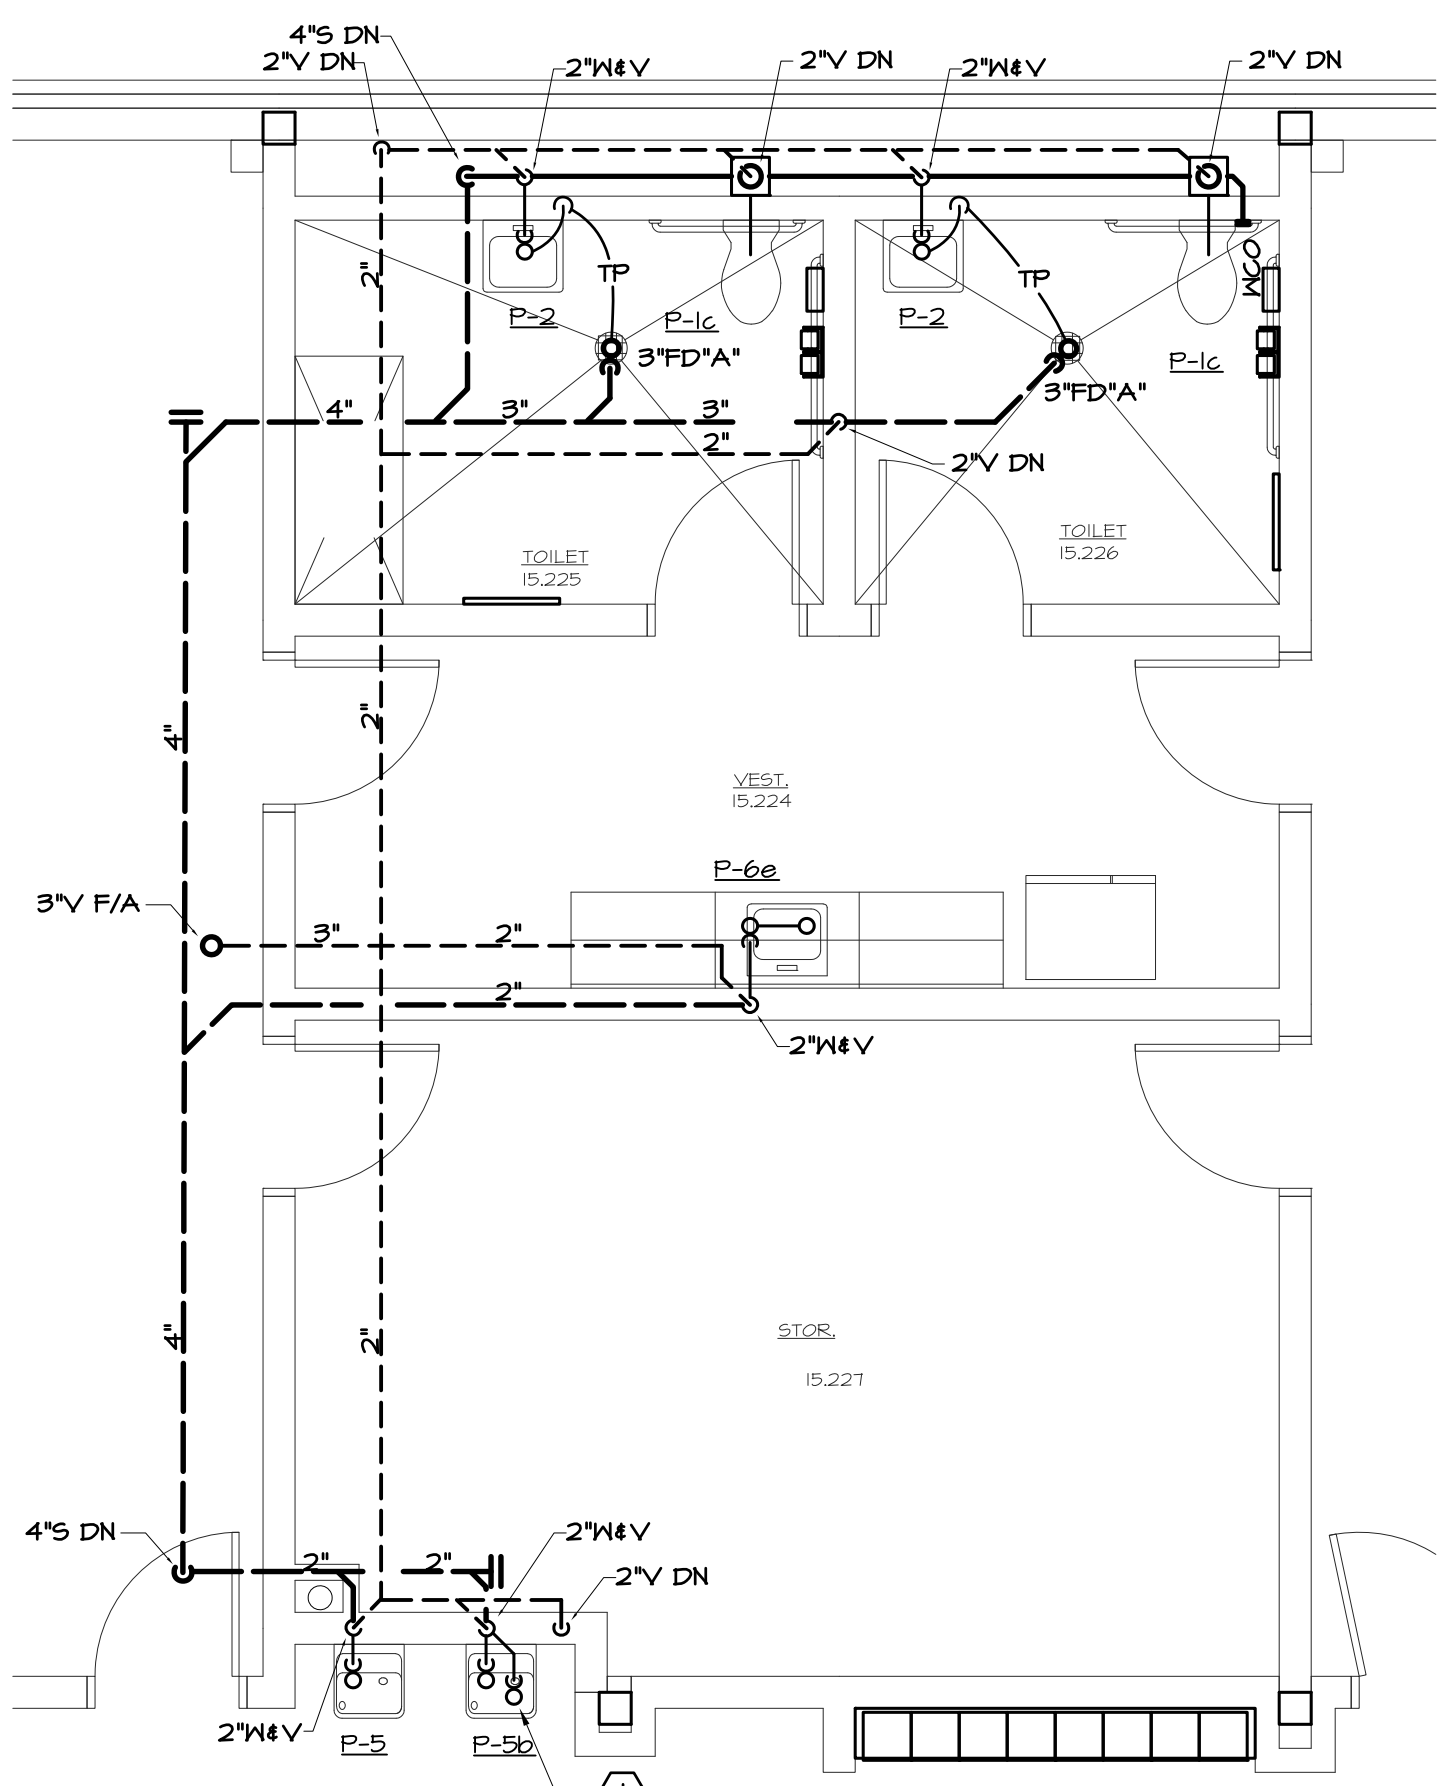 4"S DN
2"V DN
2"W&V
2"V DN
2"W&V
2"V DN
2"
TP
TP
WCO
P-2
P-1c
P-2
3"FD"A"
P-1c
3"FD"A"
4"
3"
3"
2"
2"V DN
TOILET
15.225
TOILET
15.226
4"
2"
VEST.
15.224
P-6e
3"V F/A
3"
2"
2"
2"W&V
4"
2"
STOR.
15.227
4"S DN
2"
2"
2"W&V
2"V DN
2"W&V
P-5
P-5b